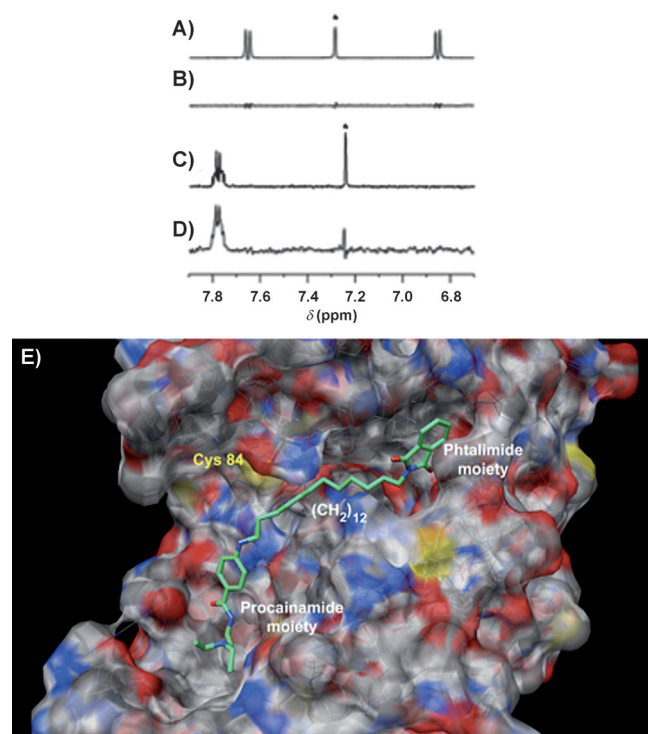 A)
B)
C)
D)
7.8 7.6 7.4 7.2 7.0 6.8
δ (ppm)
E)
Cys 84
Phtalimide
moiety
(CH2)12
Procainamide
moiety